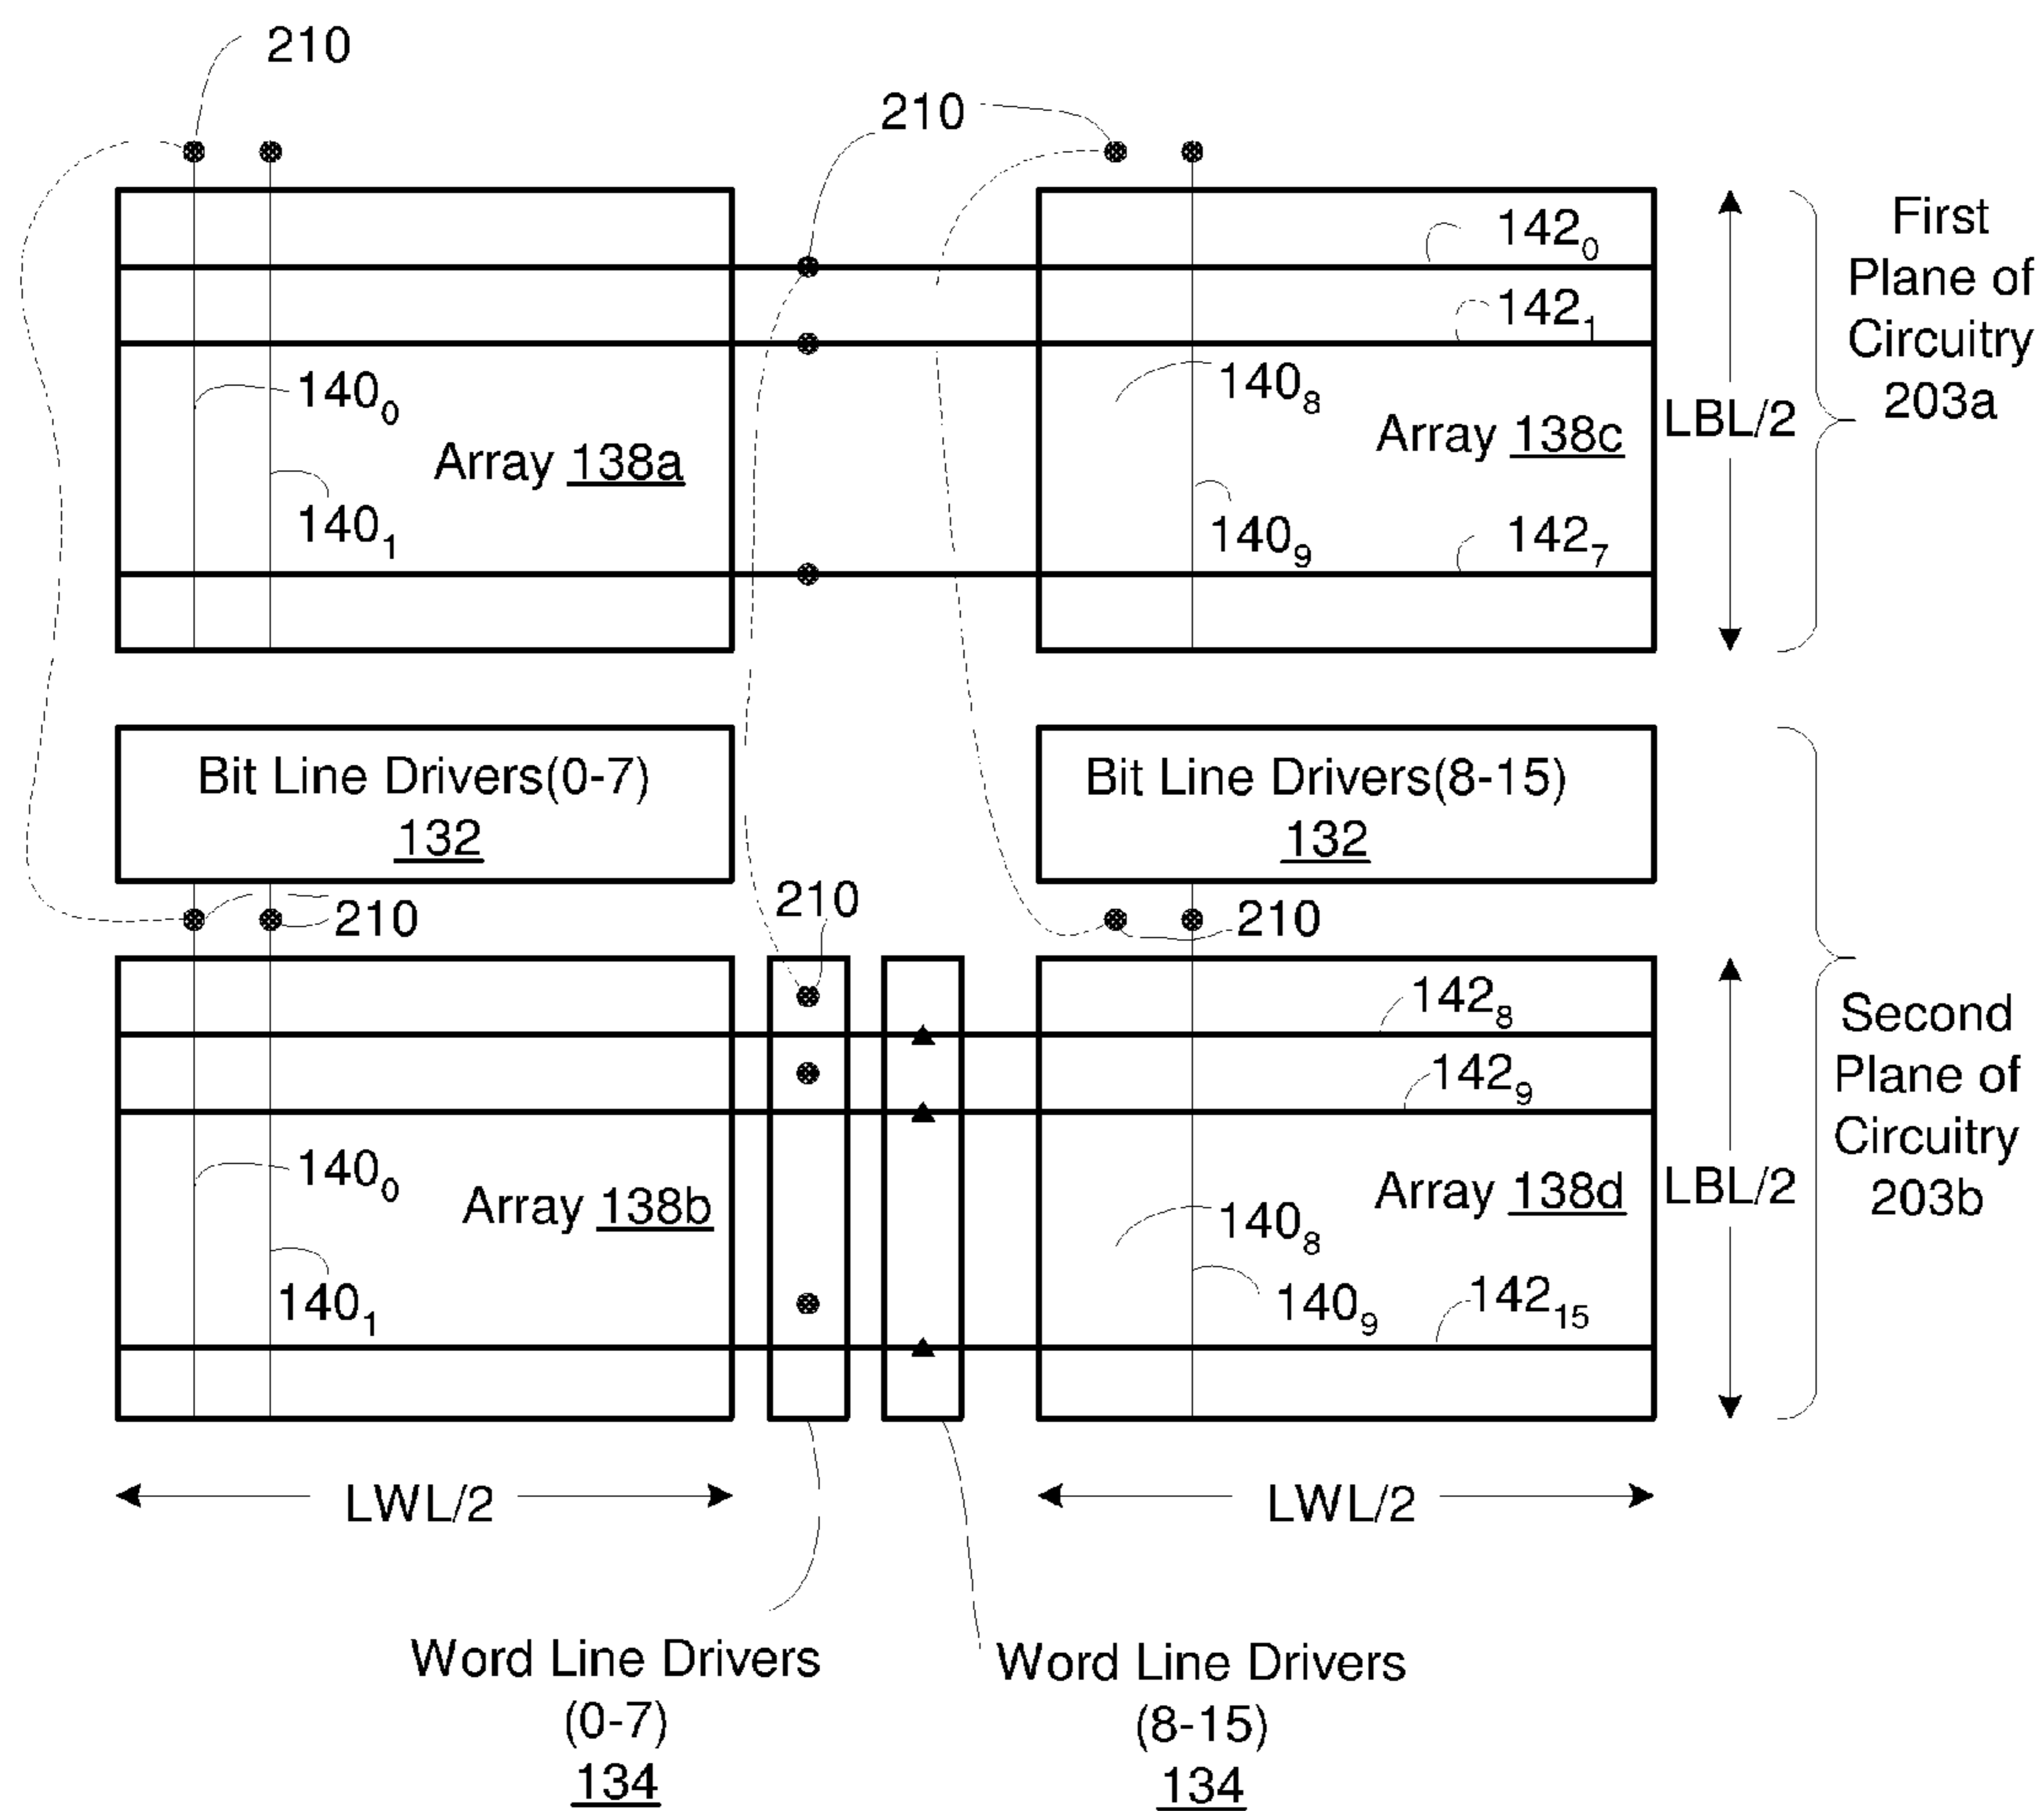 210
210
142₀
142₁
First
Plane of
Circuitry
203a
140₀
140₈
LBL/2
Array 138a
Array 138c
140₁
140₉
142₇
Bit Line Drivers(0-7)
132
Bit Line Drivers(8-15)
132
210
210
210
142₈
142₉
Second
Plane of
Circuitry
203b
140₀
Array 138b
140₈
Array 138d
LBL/2
140₁
140₉
142₁₅
LWL/2
LWL/2
Word Line Drivers
(0-7)
134
Word Line Drivers
(8-15)
134